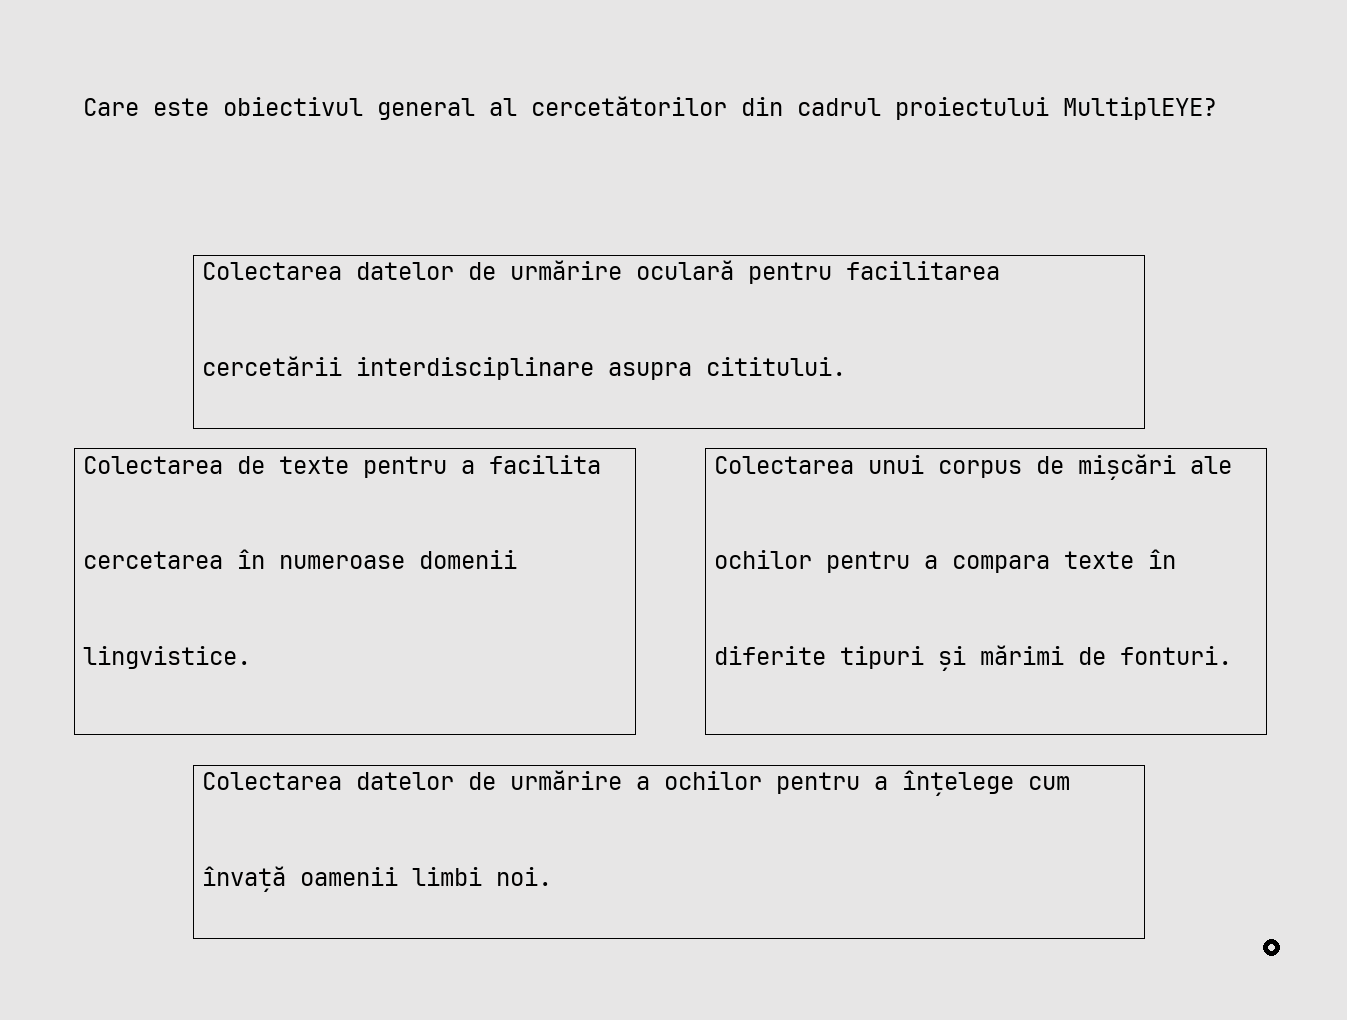 Care este obiectivul general al cercetătorilor din cadrul proiectului MultiplEYE?
Colectarea datelor de urmărire oculară pentru facilitarea
cercetării interdisciplinare asupra cititului.
Colectarea de texte pentru a facilita
cercetarea în numeroase domenii
lingvistice.
Colectarea unui corpus de mișcări ale
ochilor pentru a compara texte în
diferite tipuri și mărimi de fonturi.
Colectarea datelor de urmărire a ochilor pentru a înțelege cum
învață oamenii limbi noi.